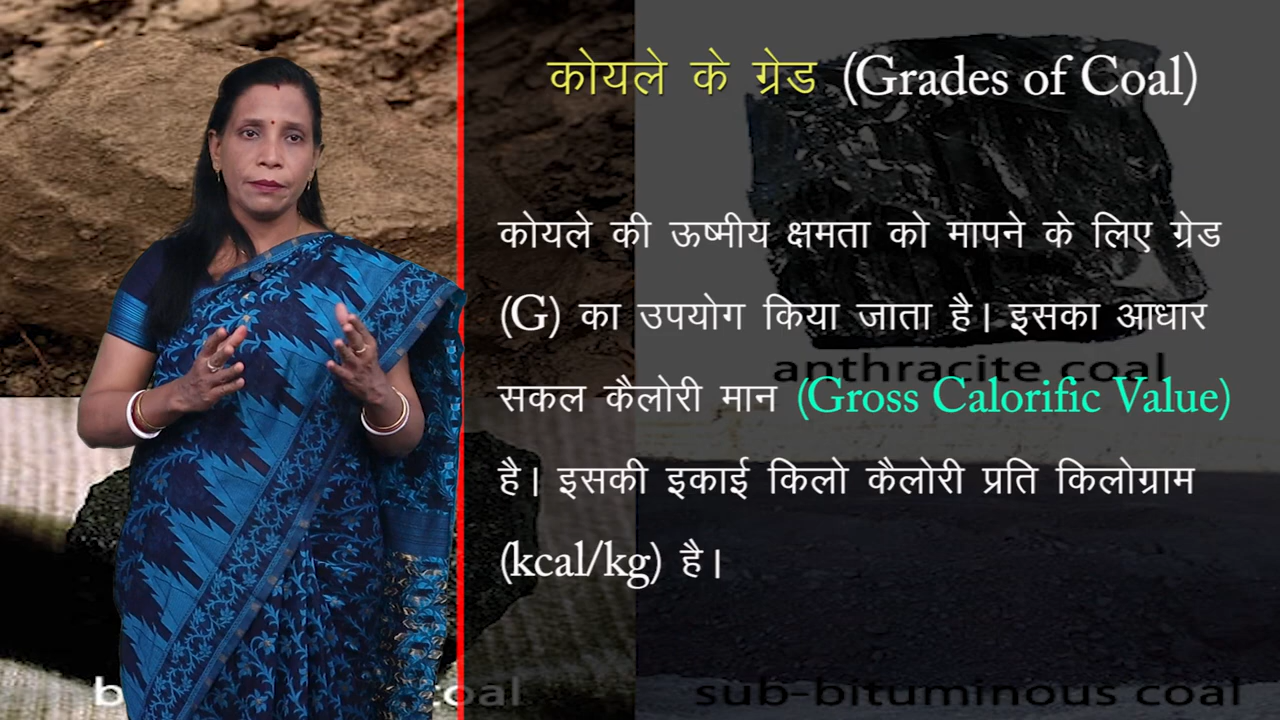 कोयले के ग्रेड (Grades of Coal)
कोयले की ऊष्मीय क्षमता को मापने के लिए ग्रेड
(G) का उपयोग किया जाता है। इसका आधार
anthracite coal
सकल कैलोरी मान (Gross Calorific Value)
है। इसकी इकाई किलो कैलोरी प्रति किलोग्राम
(kcal/kg) है।
coal
sub-bituminous coal